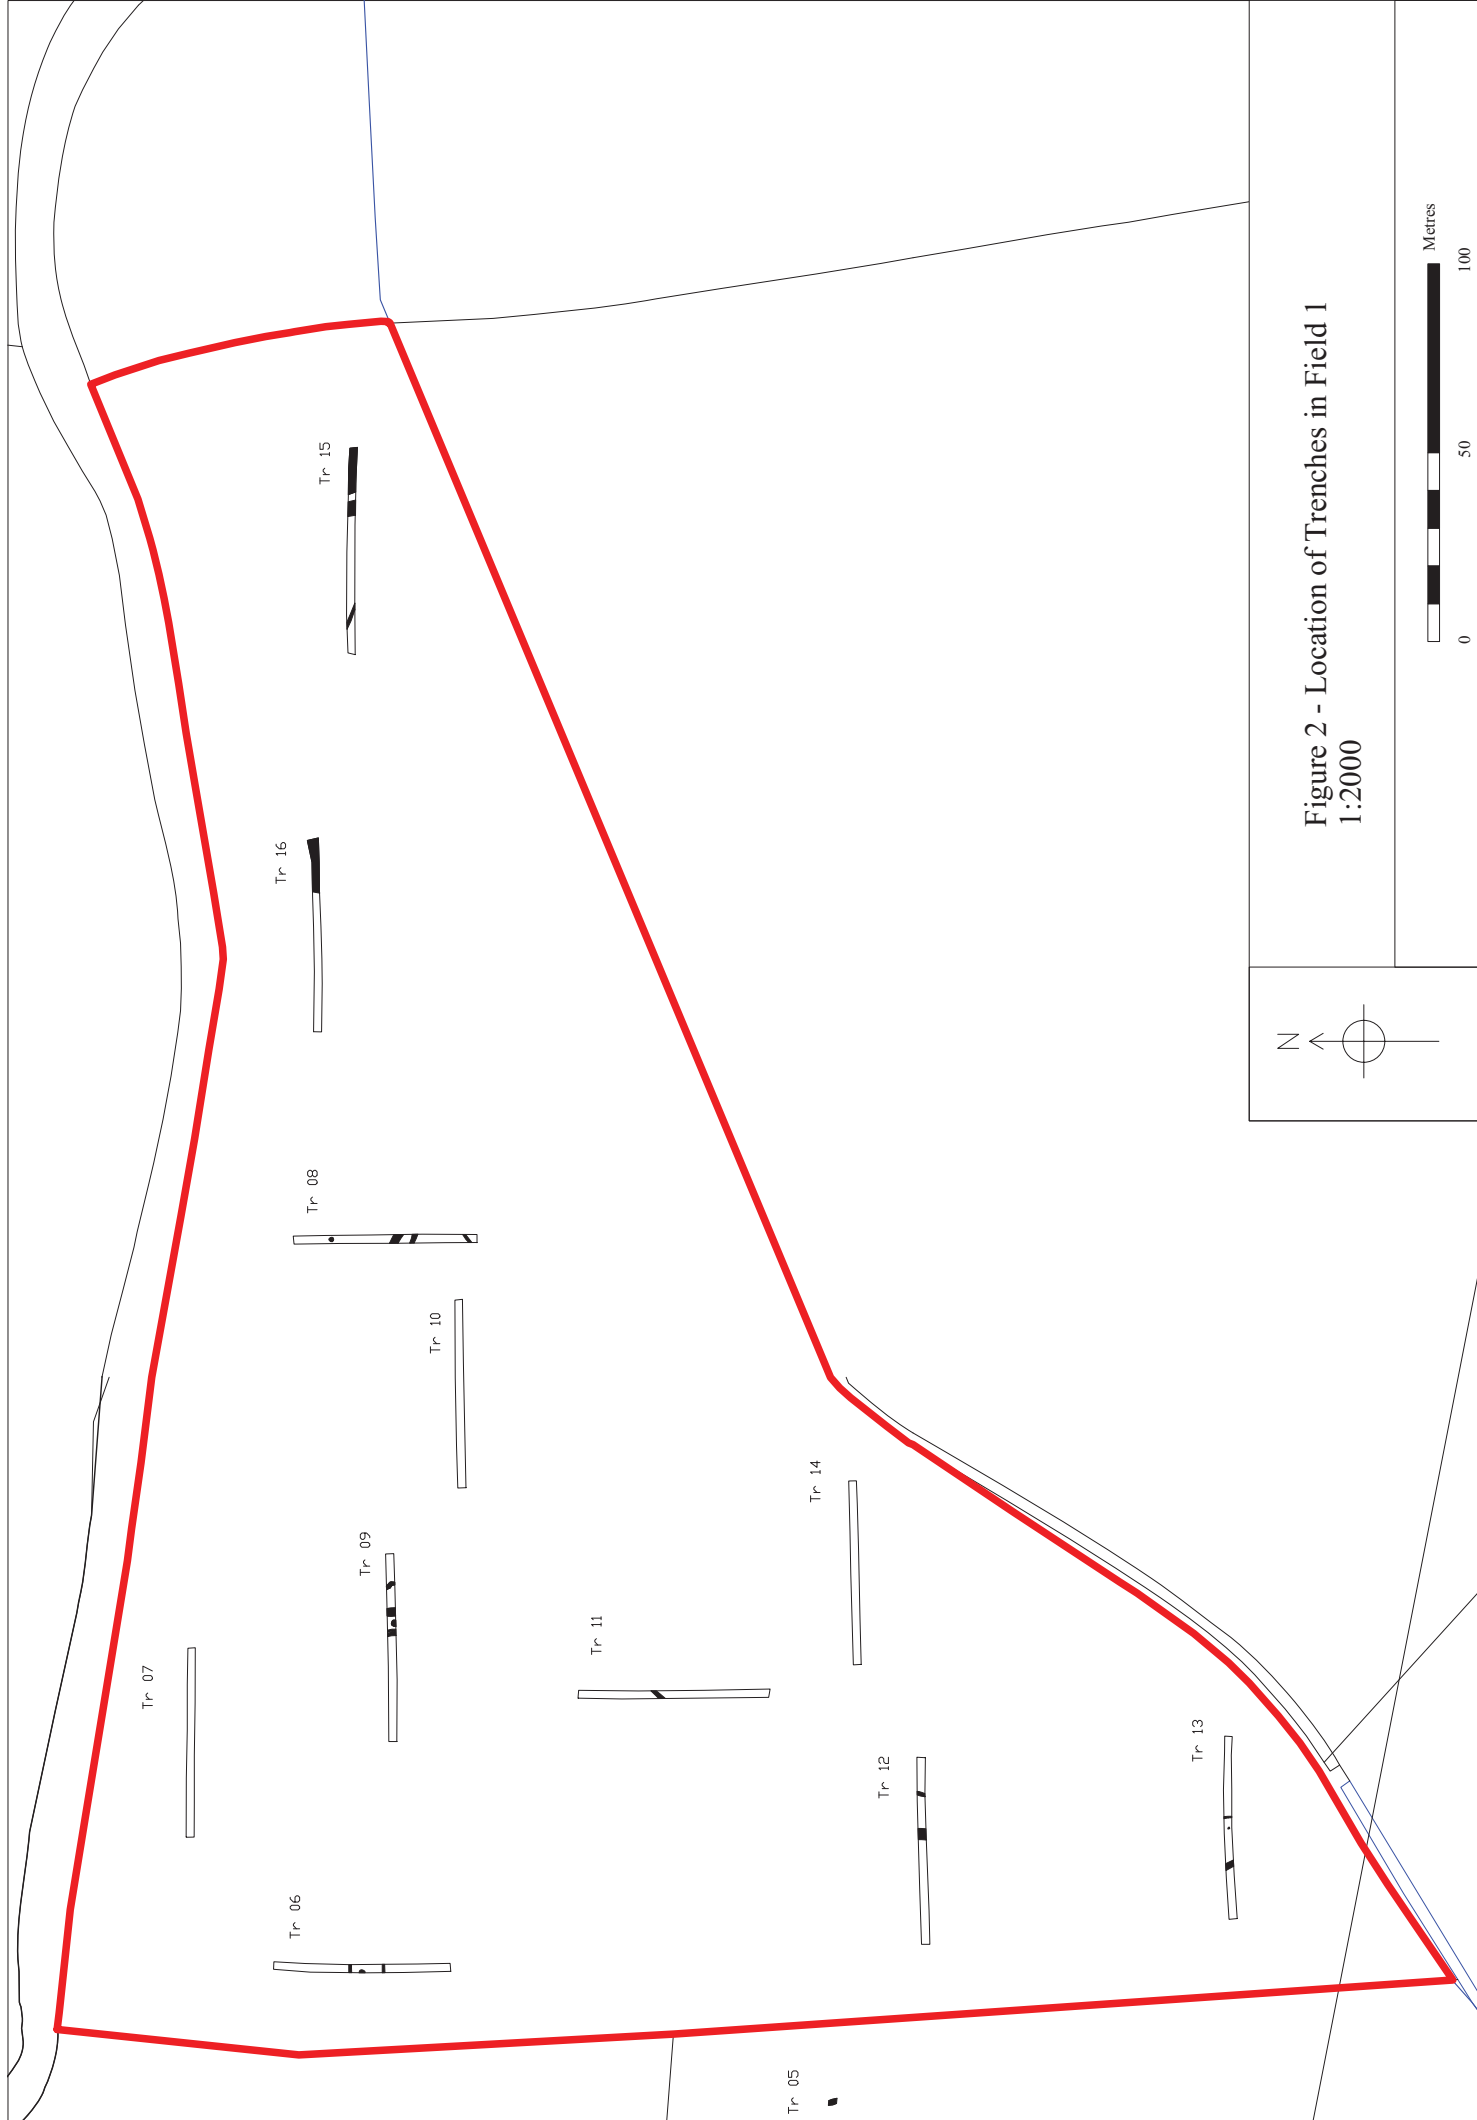 Tr 15
Tr 16
Tr 08
Tr 10
Tr 09
Tr 14
Tr 11
Tr 07
Tr 12
Tr 13
Tr 06
Tr 05
N
Figure 2 - Location of Trenches in Field 1
1:2000
Metres
0 50 100